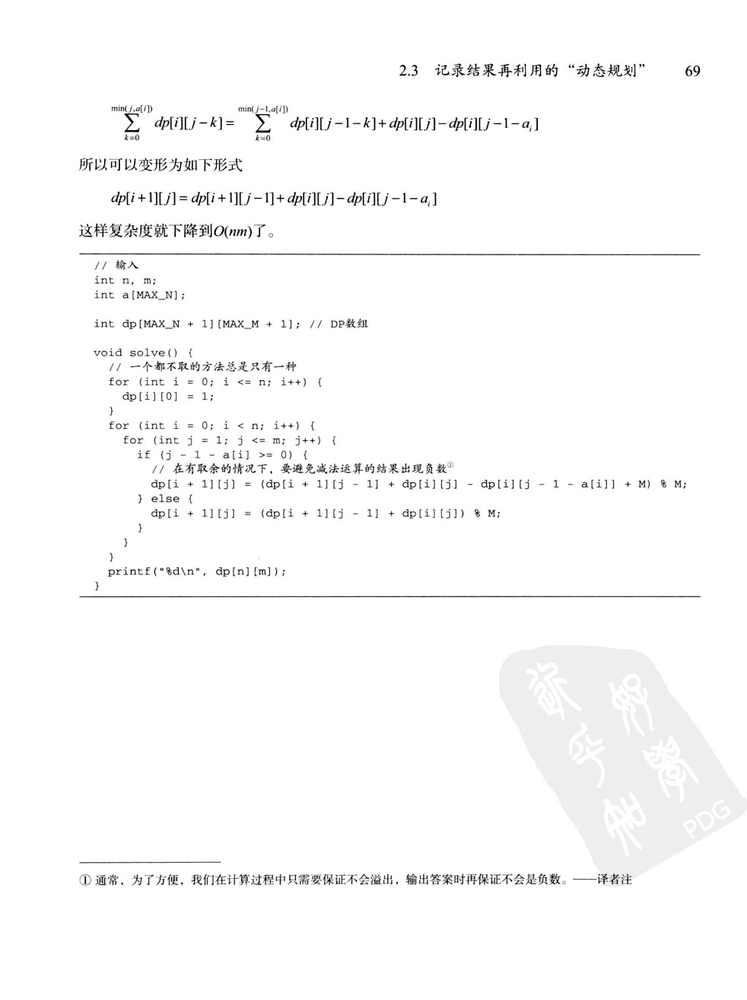 2.3 记录结果再利用的“动态规划” 69
min(j,a[i]) min(j−1,a[i])
∑ dp[i][j−k]= ∑ dp[i][j−1−k]+dp[i][j]−dp[i][j−1−aᵢ]
k=0 k=0
所以可以变形为如下形式
dp[i+1][j]=dp[i+1][j−1]+dp[i][j]−dp[i][j−1−aᵢ]
这样复杂度就下降到O(nm)了。
// 输入
int n, m;
int a[MAX_N];
int dp[MAX_N + 1][MAX_M + 1]; // DP数组
void solve() {
// 一个都不取的方法总是只有一种
for (int i = 0; i <= n; i++) {
dp[i][0] = 1;
}
for (int i = 0; i < n; i++) {
for (int j = 1; j <= m; j++) {
if (j - 1 - a[i] >= 0) {
// 在有取余的情况下，要避免减法运算的结果出现负数①
dp[i + 1][j] = (dp[i + 1][j - 1] + dp[i][j] - dp[i][j - 1 - a[i]] + M) % M;
} else {
dp[i + 1][j] = (dp[i + 1][j - 1] + dp[i][j]) % M;
}
}
}
printf("%d\n", dp[n][m]);
}
PDG
① 通常，为了方便，我们在计算过程中只需要保证不会溢出，输出答案时再保证不会是负数。——译者注